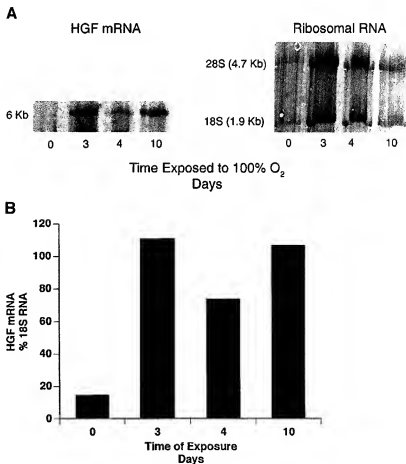 A
HGF mRNA
Ribosomal RNA
28S (4.7 Kb)
6 Kb
18S (1.9 Kb)
0 3 4 10
0 3 4 10
Time Exposed to 100% O₂
Days
B
120
100
80
60
40
20
0
HGF mRNA
% 18S RNA
0 3 4 10
Time of Exposure
Days